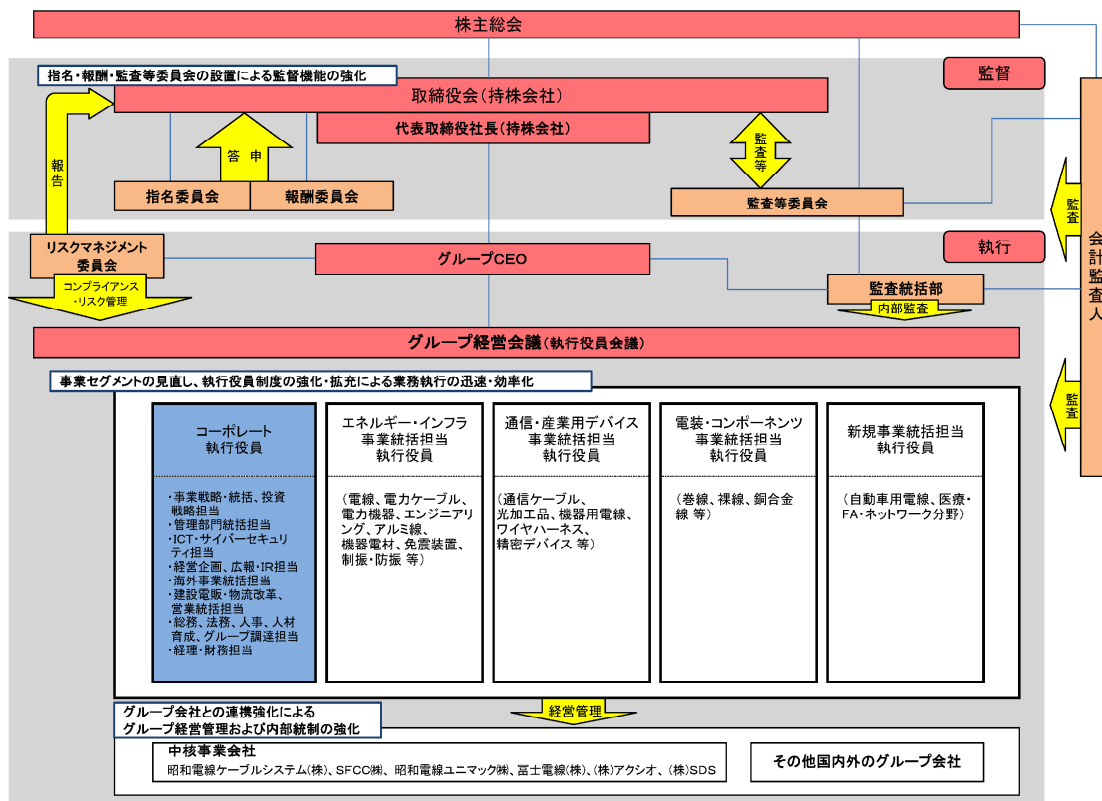 株主総会
指名・報酬・監査等委員会の設置による監督機能の強化
監督
取締役会(持株会社)
代表取締役社長(持株会社)
報告
答 申
監査等
指名委員会
報酬委員会
監査等委員会
監査
会計監査人
リスクマネジメント
委員会
グループCEO
執行
コンプライアンス
・リスク管理
監査統括部
内部監査
グループ経営会議(執行役員会議)
監査
事業セグメントの見直し、執行役員制度の強化・拡充による業務執行の迅速・効率化
コーポレート
執行役員
・事業戦略・統括、投資
戦略担当
・管理部門統括担当
・ICT・サイバーセキュリ
ティ担当
・経営企画、広報・IR担当
・海外事業統括担当
・建設電販・物流改革、
営業統括担当
・総務、法務、人事、人材
育成、グループ調達担当
・経理・財務担当
エネルギー・インフラ
事業統括担当
執行役員
(電線、電力ケーブル、
電力機器、エンジニアリ
ング、アルミ線、
機器電材、免震装置、
制振・防振 等)
通信・産業用デバイス
事業統括担当
執行役員
(通信ケーブル、
光加工品、機器用電線、
ワイヤハーネス、
精密デバイス 等)
電装・コンポーネンツ
事業統括担当
執行役員
(巻線、裸線、銅合金
線 等)
新規事業統括担当
執行役員
(自動車用電線、医療・
FA・ネットワーク分野)
経営管理
グループ会社との連携強化による
グループ経営管理および内部統制の強化
中核事業会社
昭和電線ケーブルシステム(株)、SFCC㈱、昭和電線ユニマック㈱、冨士電線(株)、(株)アクシオ、(株)SDS
その他国内外のグループ会社